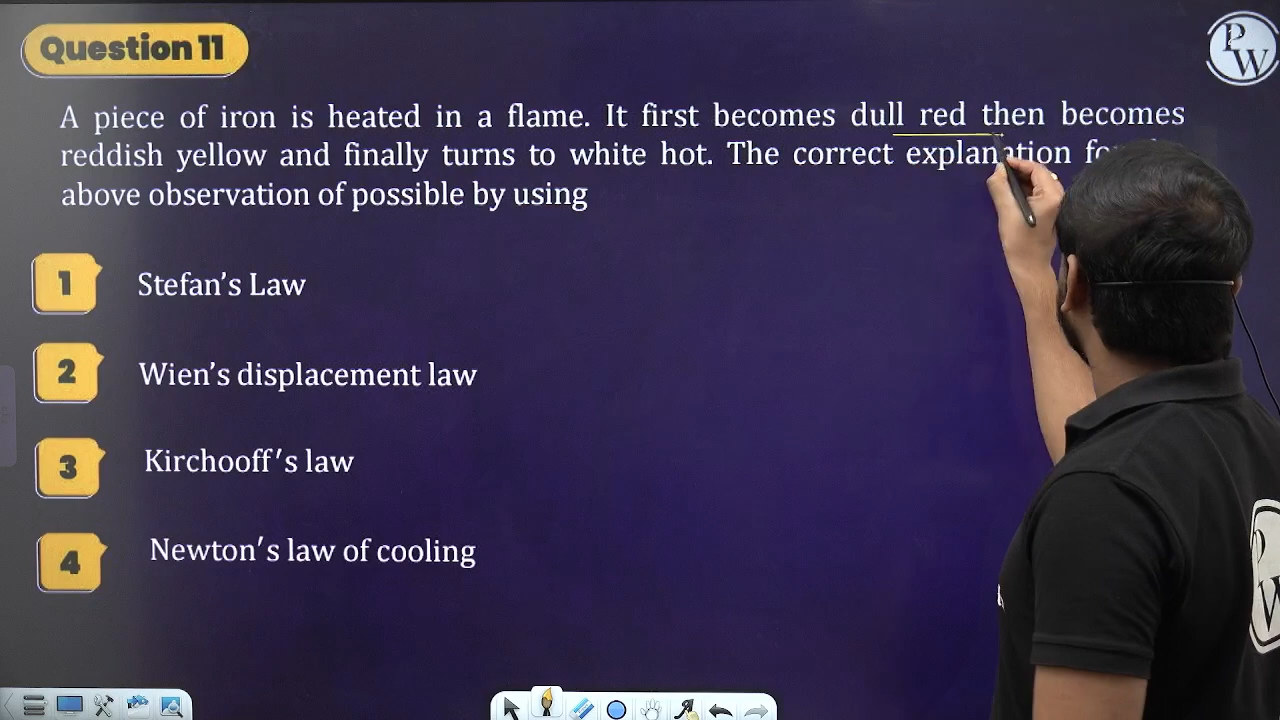 Question 11
PW
A piece of iron is heated in a flame. It first becomes dull red then becomes
reddish yellow and finally turns to white hot. The correct explanation
above observation of possible by using
1 Stefan's Law
2 Wien's displacement law
3 Kirchooff's law
4 Newton's law of cooling
PW